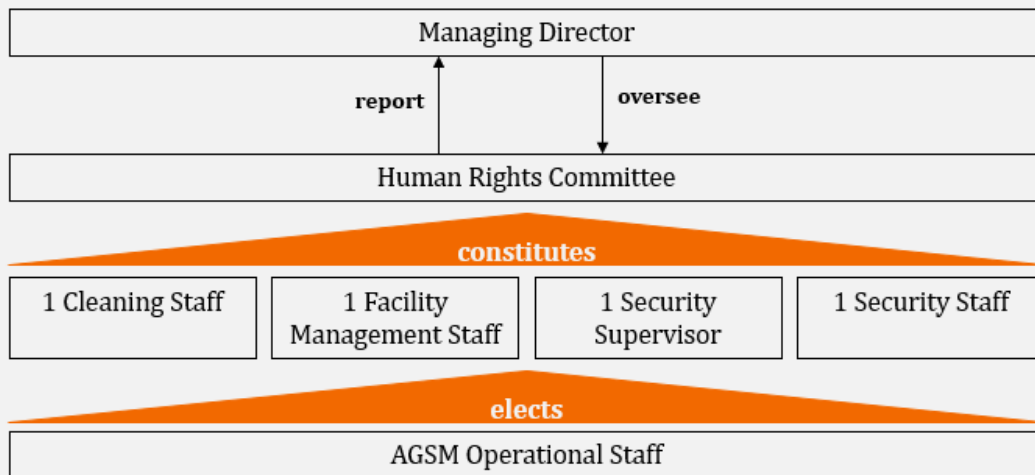 Managing Director
report
oversee
Human Rights Committee
constitutes
1 Cleaning Staff
1 Facility
Management Staff
1 Security
Supervisor
1 Security Staff
elects
AGSM Operational Staff